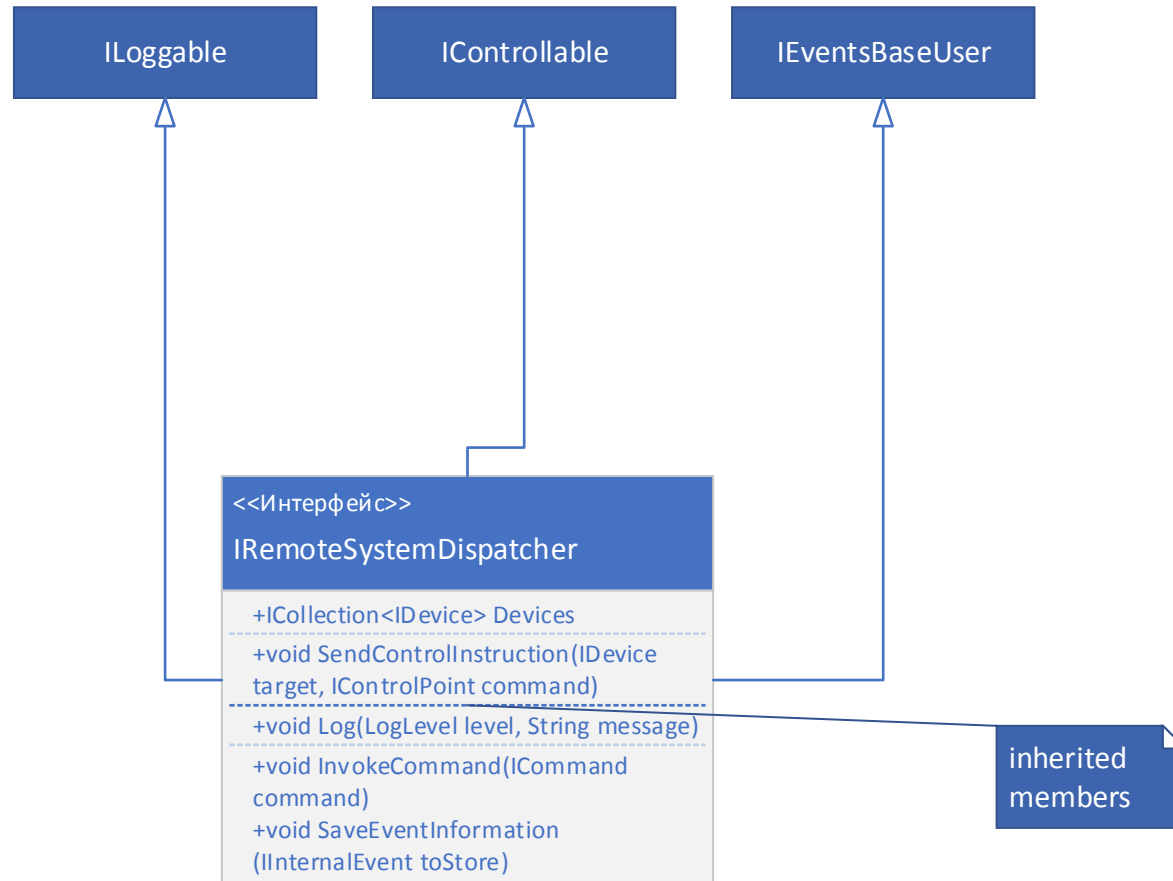 ILoggable
IControllable
IEventsBaseUser
<<Интерфейс>>
IRemoteSystemDispatcher
+ICollection<IDevice> Devices
+void SendControlInstruction(IDevice
target, IControlPoint command)
+void Log(LogLevel level, String message)
+void InvokeCommand(ICommand
command)
+void SaveEventInformation
(IInternalEvent toStore)
inherited
members